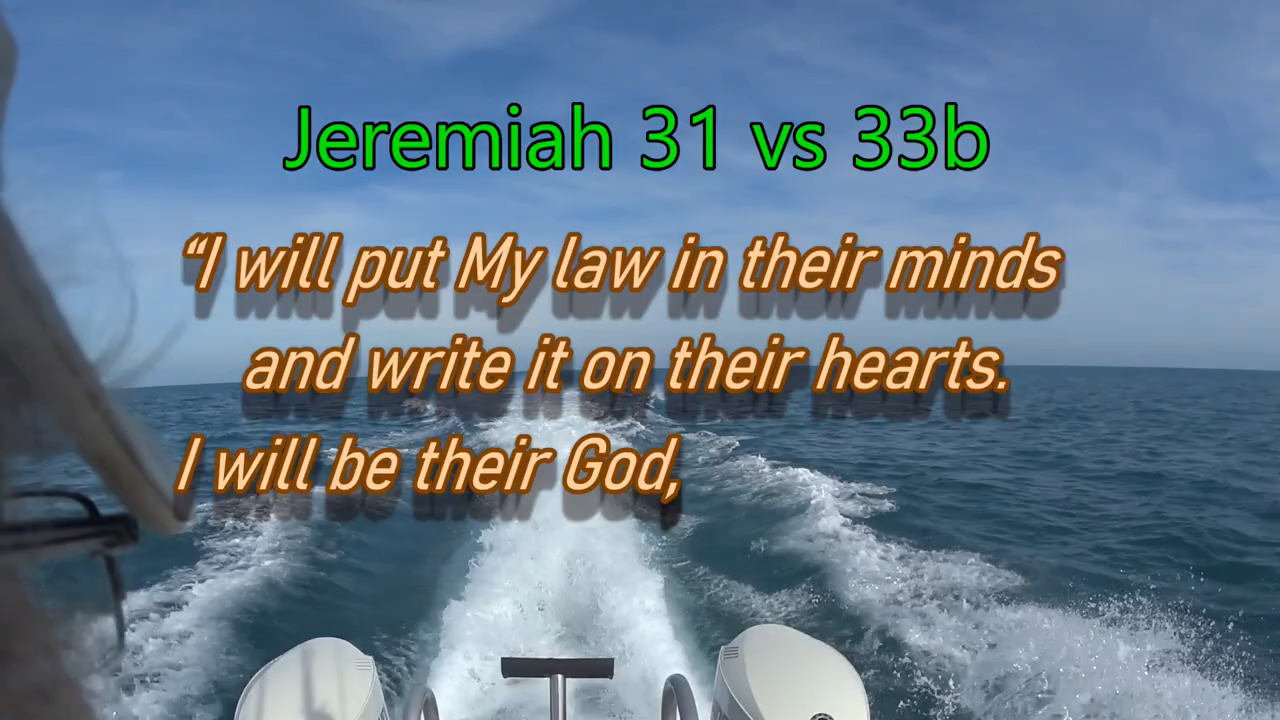 Jeremiah 31 vs 33b
“I will put My law in their minds
and write it on their hearts.
I will be their God,